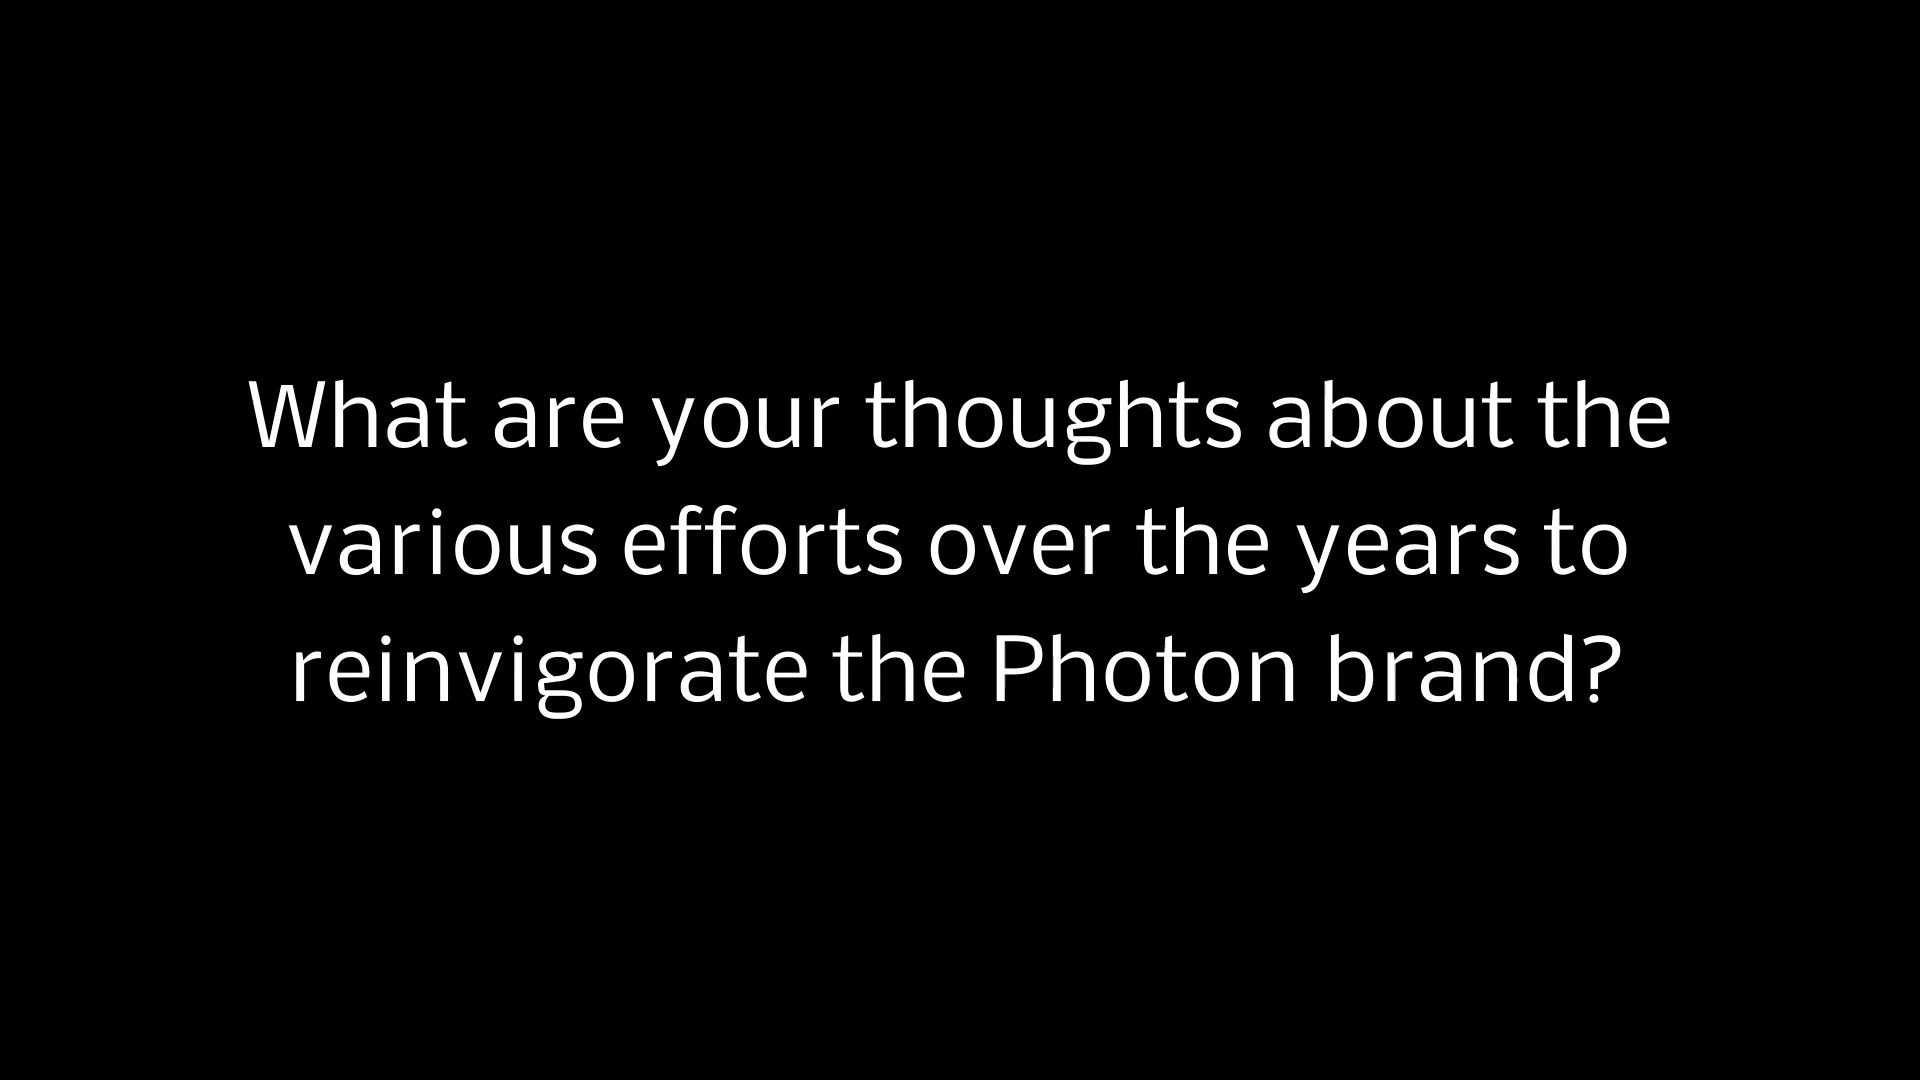 What are your thoughts about the
various efforts over the years to
reinvigorate the Photon brand?